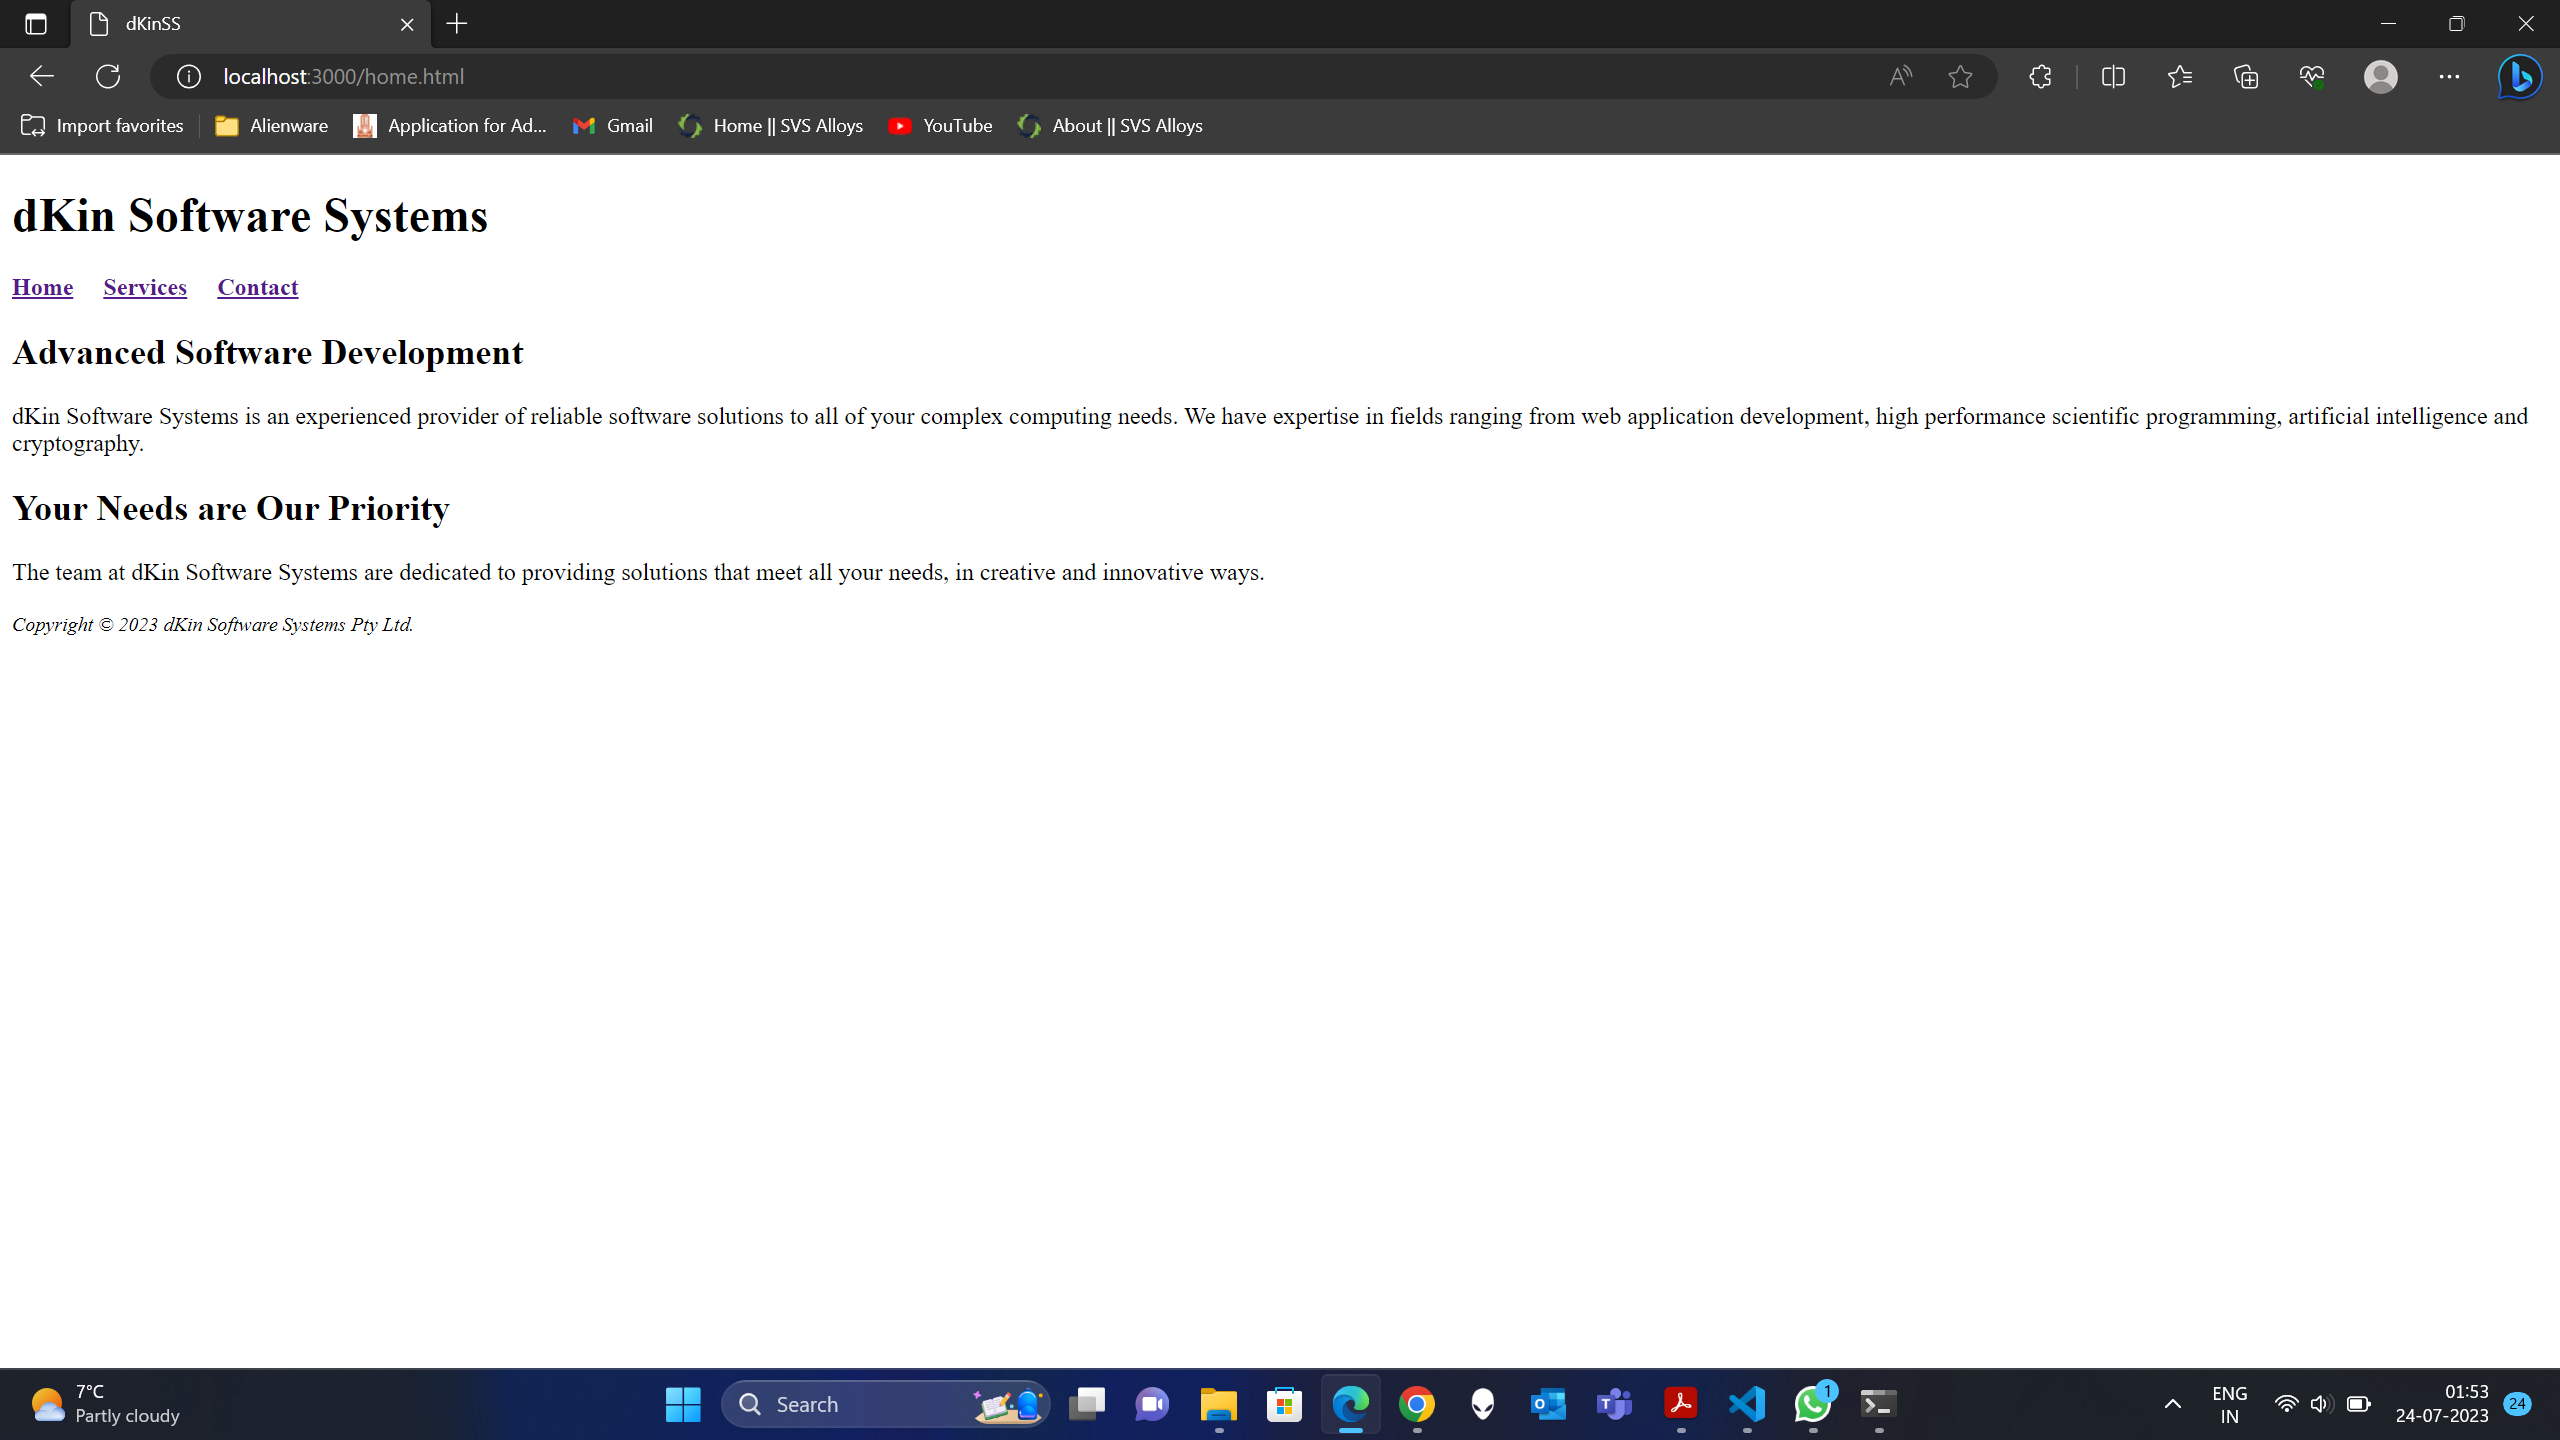 dKinSS
localhost:3000/home.html
Import favorites Alienware Application for Ad... Gmail Home || SVS Alloys YouTube About || SVS Alloys
dKin Software Systems
Home Services Contact
Advanced Software Development
dKin Software Systems is an experienced provider of reliable software solutions to all of your complex computing needs. We have expertise in fields ranging from web application development, high performance scientific programming, artificial intelligence and
cryptography.
Your Needs are Our Priority
The team at dKin Software Systems are dedicated to providing solutions that meet all your needs, in creative and innovative ways.
Copyright © 2023 dKin Software Systems Pty Ltd.
7°C
Partly cloudy
Search
1
ENG
IN
01:53
24-07-2023
24